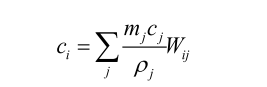 c_i = \sum_j \frac{m_j c_j}{\rho_j} W_{ij}